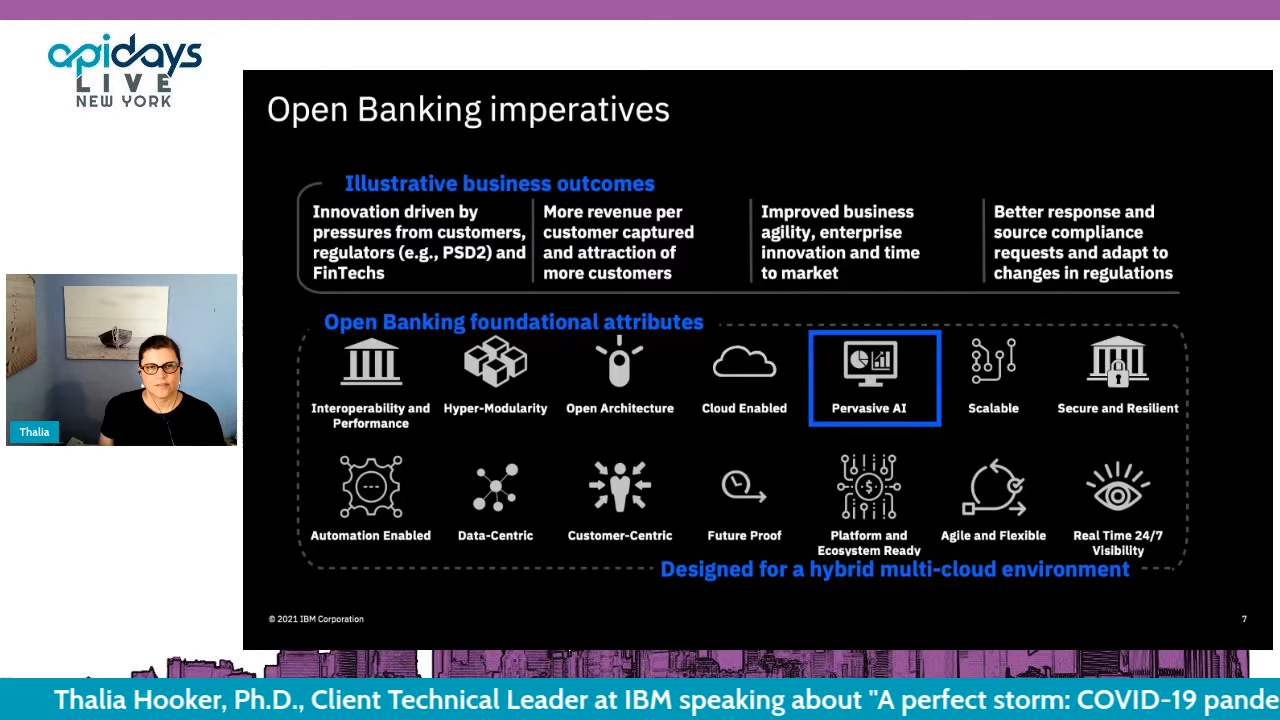 apidays
LIVE
NEW YORK
Open Banking imperatives
Illustrative business outcomes
Innovation driven by
pressures from customers,
regulators (e.g., PSD2) and
FinTechs
More revenue per
customer captured
and attraction of
more customers
Improved business
agility, enterprise
innovation and time
to market
Better response and
source compliance
requests and adapt to
changes in regulations
Open Banking foundational attributes
Interoperability and
Performance
Hyper-Modularity
Open Architecture
Cloud Enabled
Pervasive AI
Scalable
Secure and Resilient
Automation Enabled
Data-Centric
Customer-Centric
Future Proof
Platform and
Ecosystem Ready
Agile and Flexible
Real Time 24/7
Visibility
Designed for a hybrid multi-cloud environment
© 2021 IBM Corporation
7
Thalia
Thalia Hooker, Ph.D., Client Technical Leader at IBM speaking about "A perfect storm: COVID-19 pande